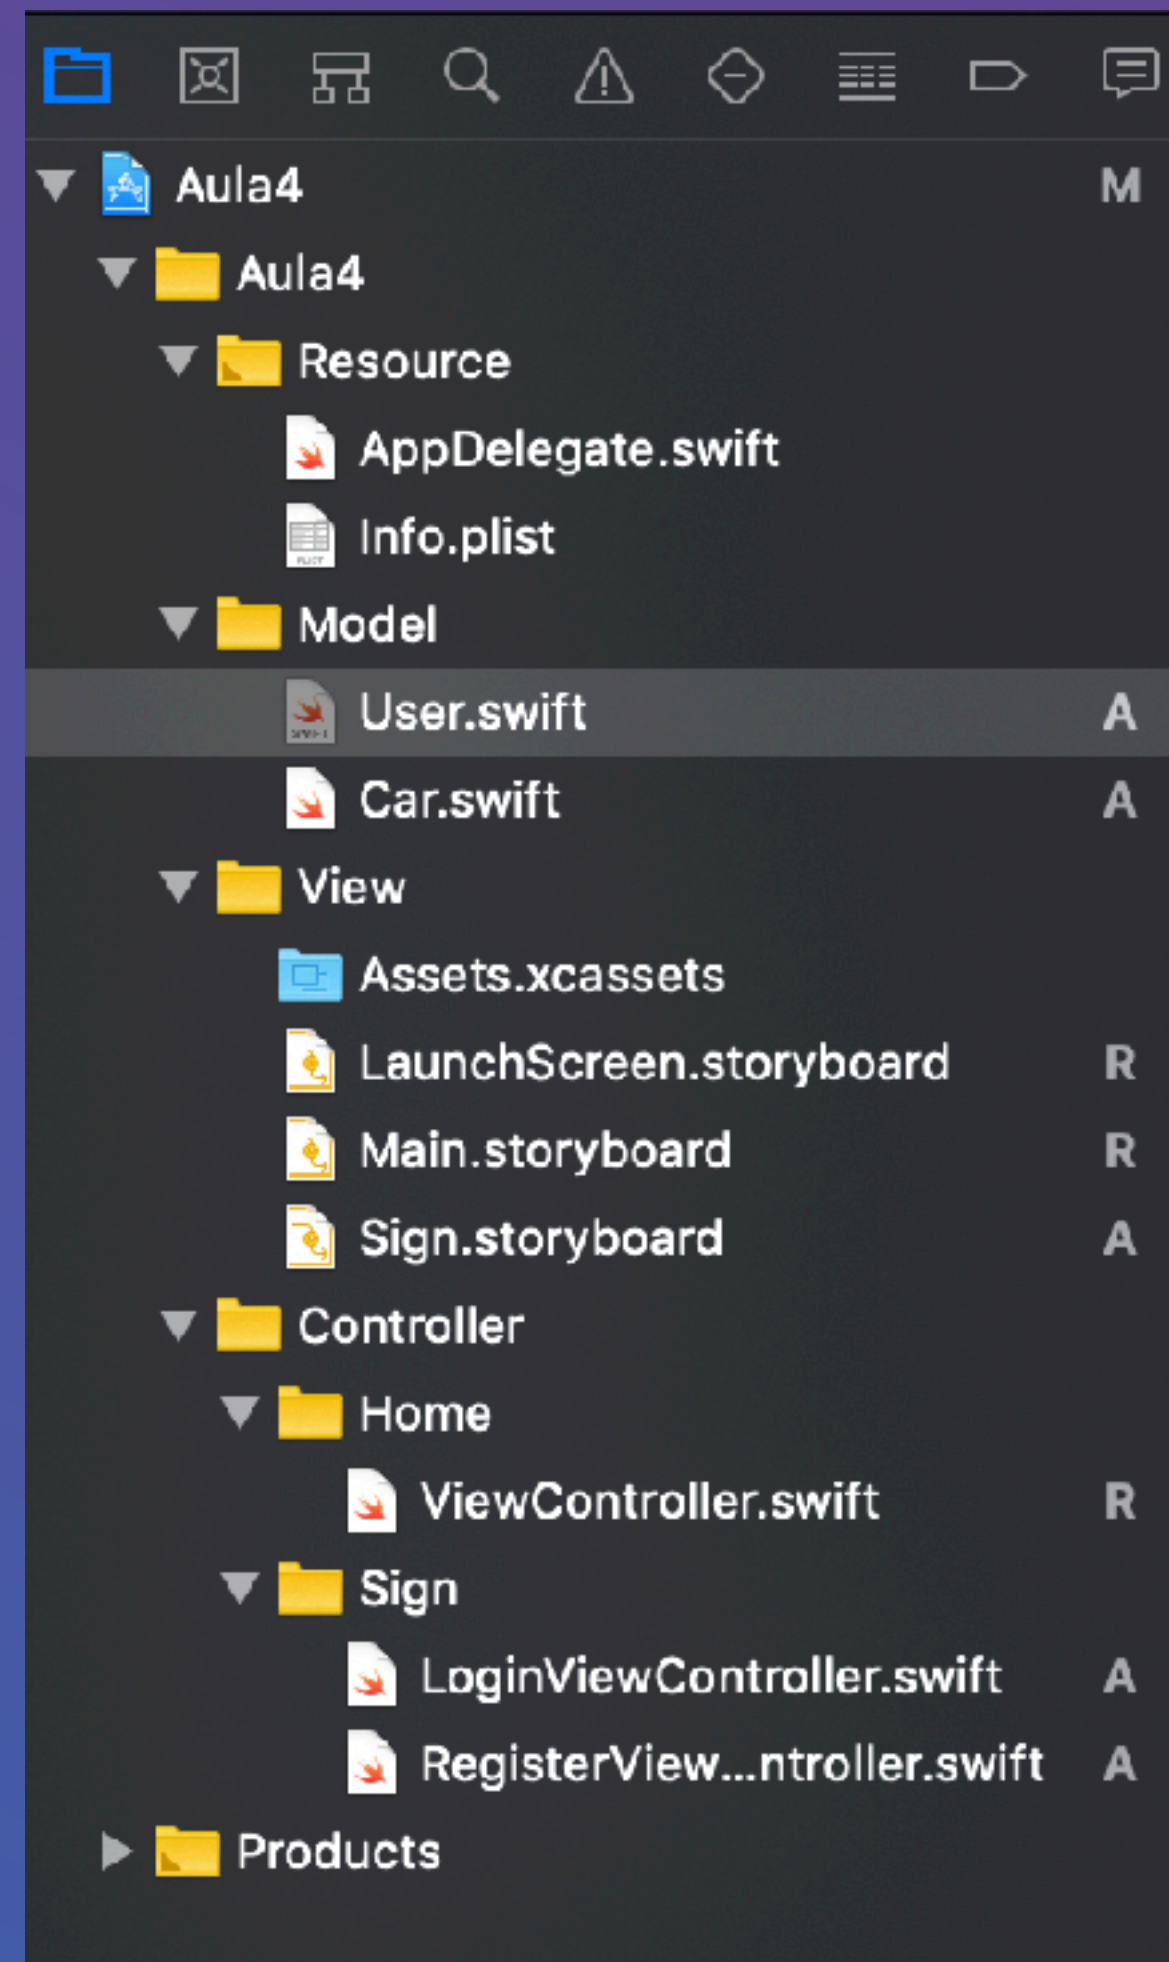 Aula4 M
Aula4
Resource
AppDelegate.swift
Info.plist
Model
User.swift A
Car.swift A
View
Assets.xcassets
LaunchScreen.storyboard R
Main.storyboard R
Sign.storyboard A
Controller
Home
ViewController.swift R
Sign
LoginViewController.swift A
RegisterView...ntroller.swift A
Products